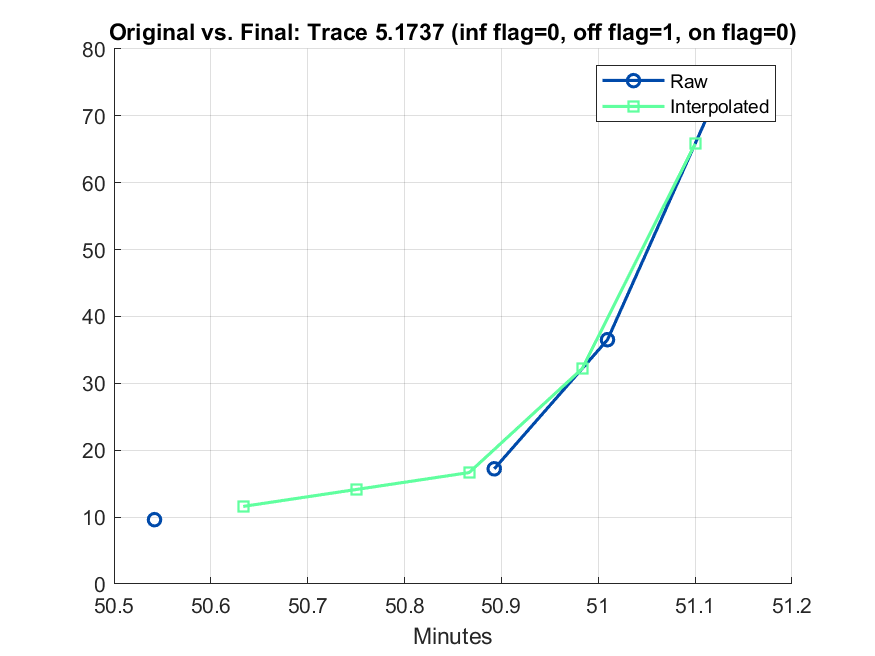 Original vs. Final: Trace 5.1737 (inf flag=0, off flag=1, on flag=0)
80
70
60
50
40
30
20
10
0
Raw
Interpolated
50.5 50.6 50.7 50.8 50.9 51 51.1 51.2
Minutes